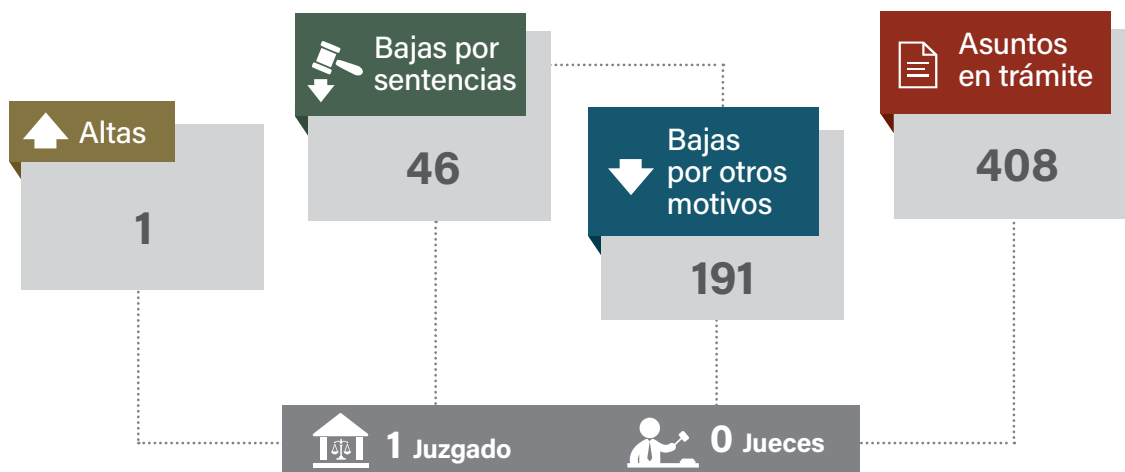 Altas
1
Bajas por
sentencias
46
Bajas
por otros
motivos
191
Asuntos
en trámite
408
1 Juzgado
0 Jueces